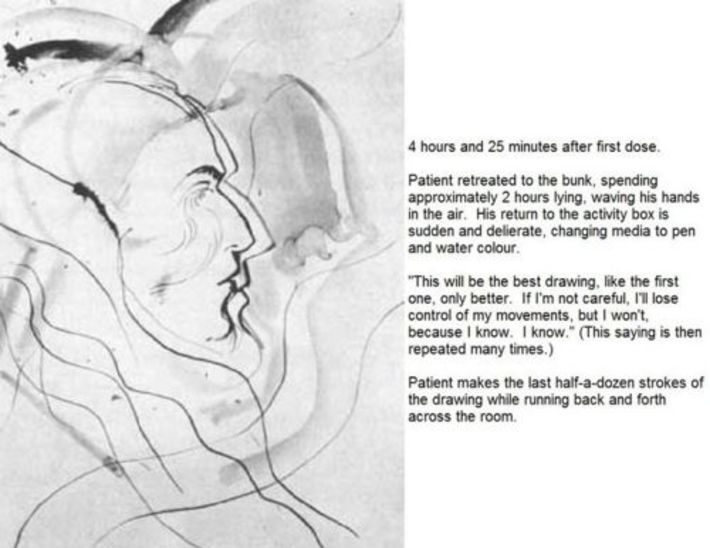 4 hours and 25 minutes after first dose.
Patient retreated to the bunk, spending
approximately 2 hours lying, waving his hands
in the air. His return to the activity box is
sudden and delierate, changing media to pen
and water colour.
"This will be the best drawing, like the first
one, only better. If I'm not careful, I'll lose
control of my movements, but I won't,
because I know. I know." (This saying is then
repeated many times.)
Patient makes the last half-a-dozen strokes of
the drawing while running back and forth
across the room.